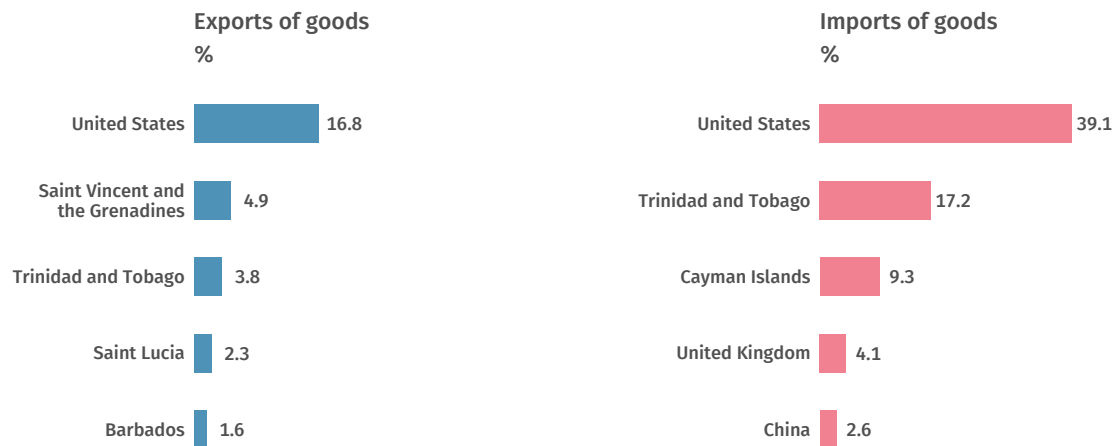 Exports of goods
%
United States
16.8
Saint Vincent and
the Grenadines
4.9
Trinidad and Tobago
3.8
Saint Lucia
2.3
Barbados
1.6
Imports of goods
%
United States
39.1
Trinidad and Tobago
17.2
Cayman Islands
9.3
United Kingdom
4.1
China
2.6